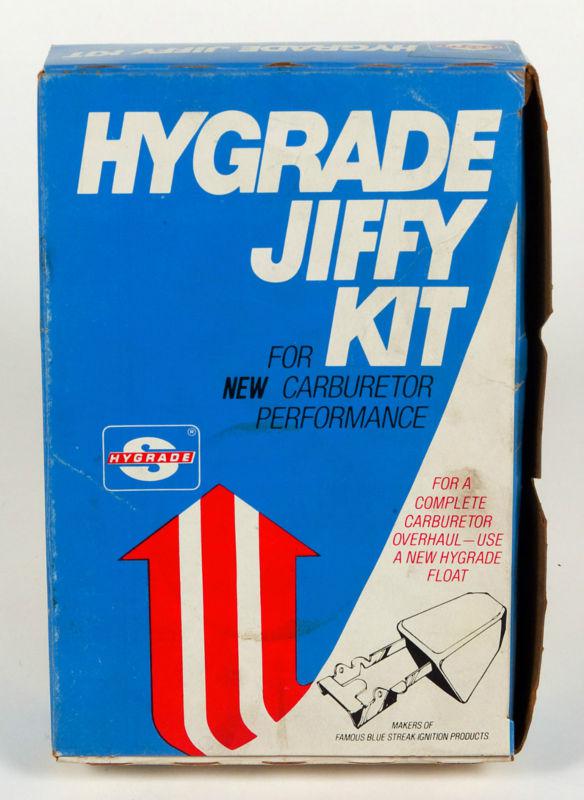 HYGRADE JIFFY KIT
HYGRADE
HYGRADE
JIFFY
KIT
FOR
NEW CARBURETOR
PERFORMANCE
S
HYGRADE
®
FOR A
COMPLETE
CARBURETOR
OVERHAUL—USE
A NEW HYGRADE
FLOAT
MAKERS OF
FAMOUS BLUE STREAK IGNITION PRODUCTS